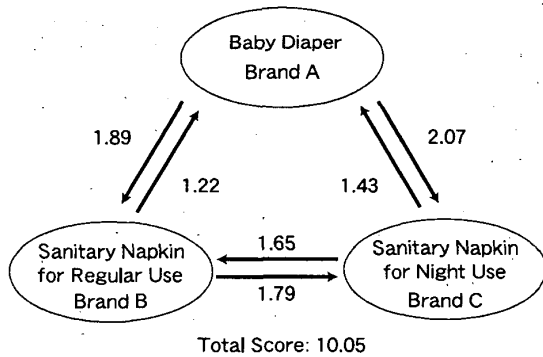 Baby Diaper
Brand A
1.89
2.07
1.22
1.43
Sanitary Napkin
for Regular Use
Brand B
1.65
1.79
Sanitary Napkin
for Night Use
Brand C
Total Score: 10.05